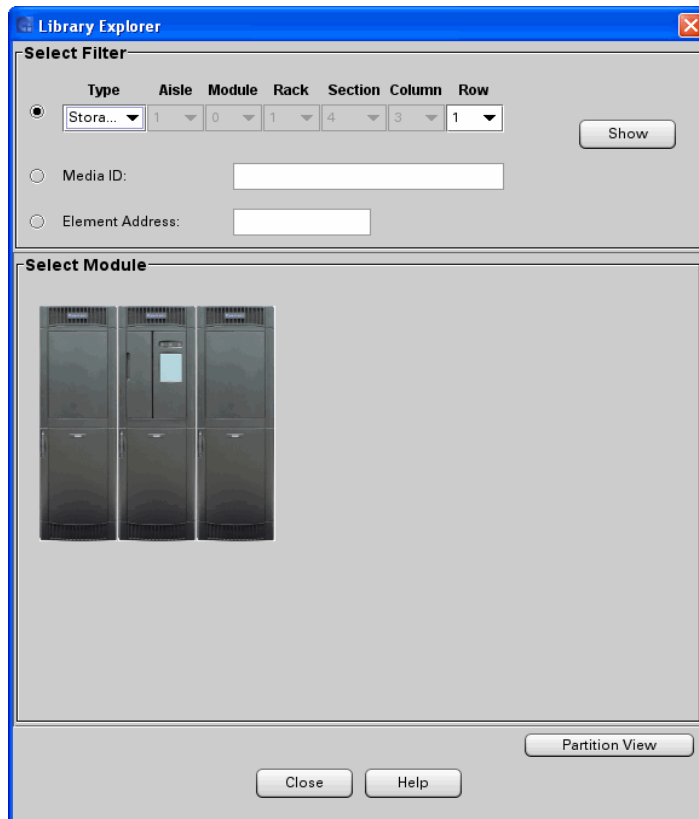 Library Explorer
Select Filter
Type Aisle Module Rack Section Column Row
Stora... 1 0 1 4 3 1
Show
Media ID:
Element Address:
Select Module
Partition View
Close Help